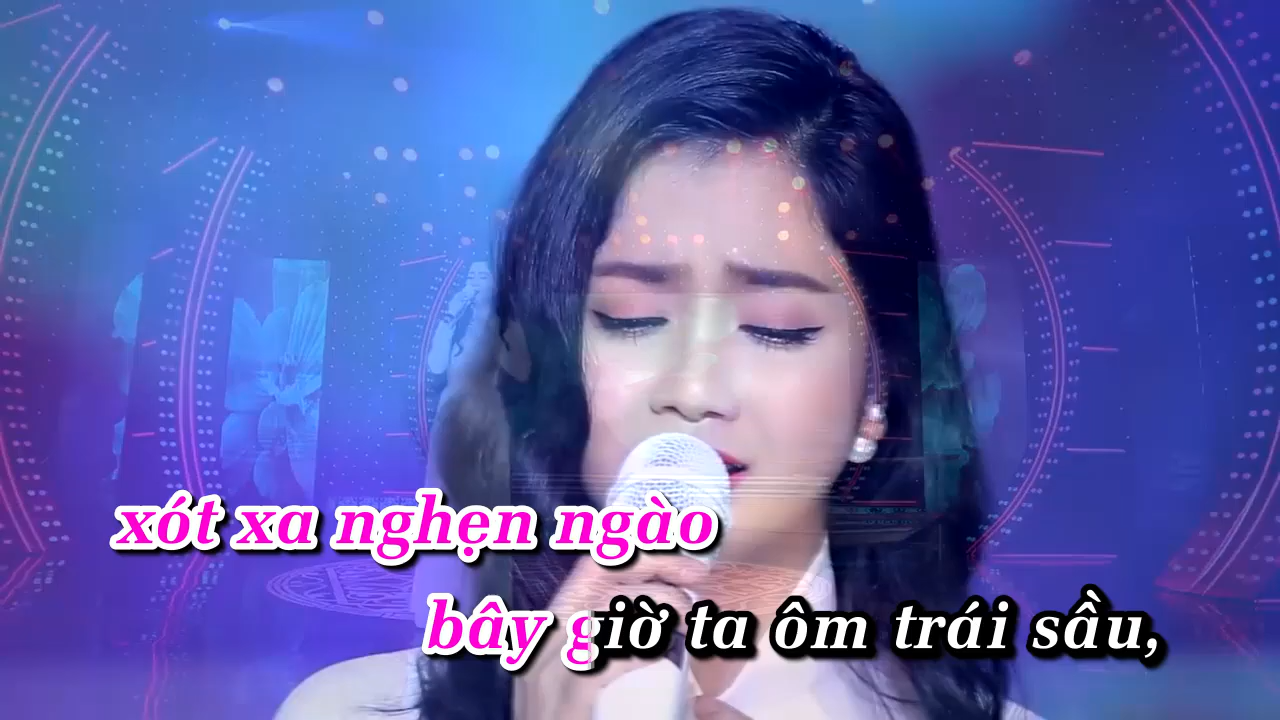 xót xa nghẹn ngào
bây giờ ta ôm trái sầu,